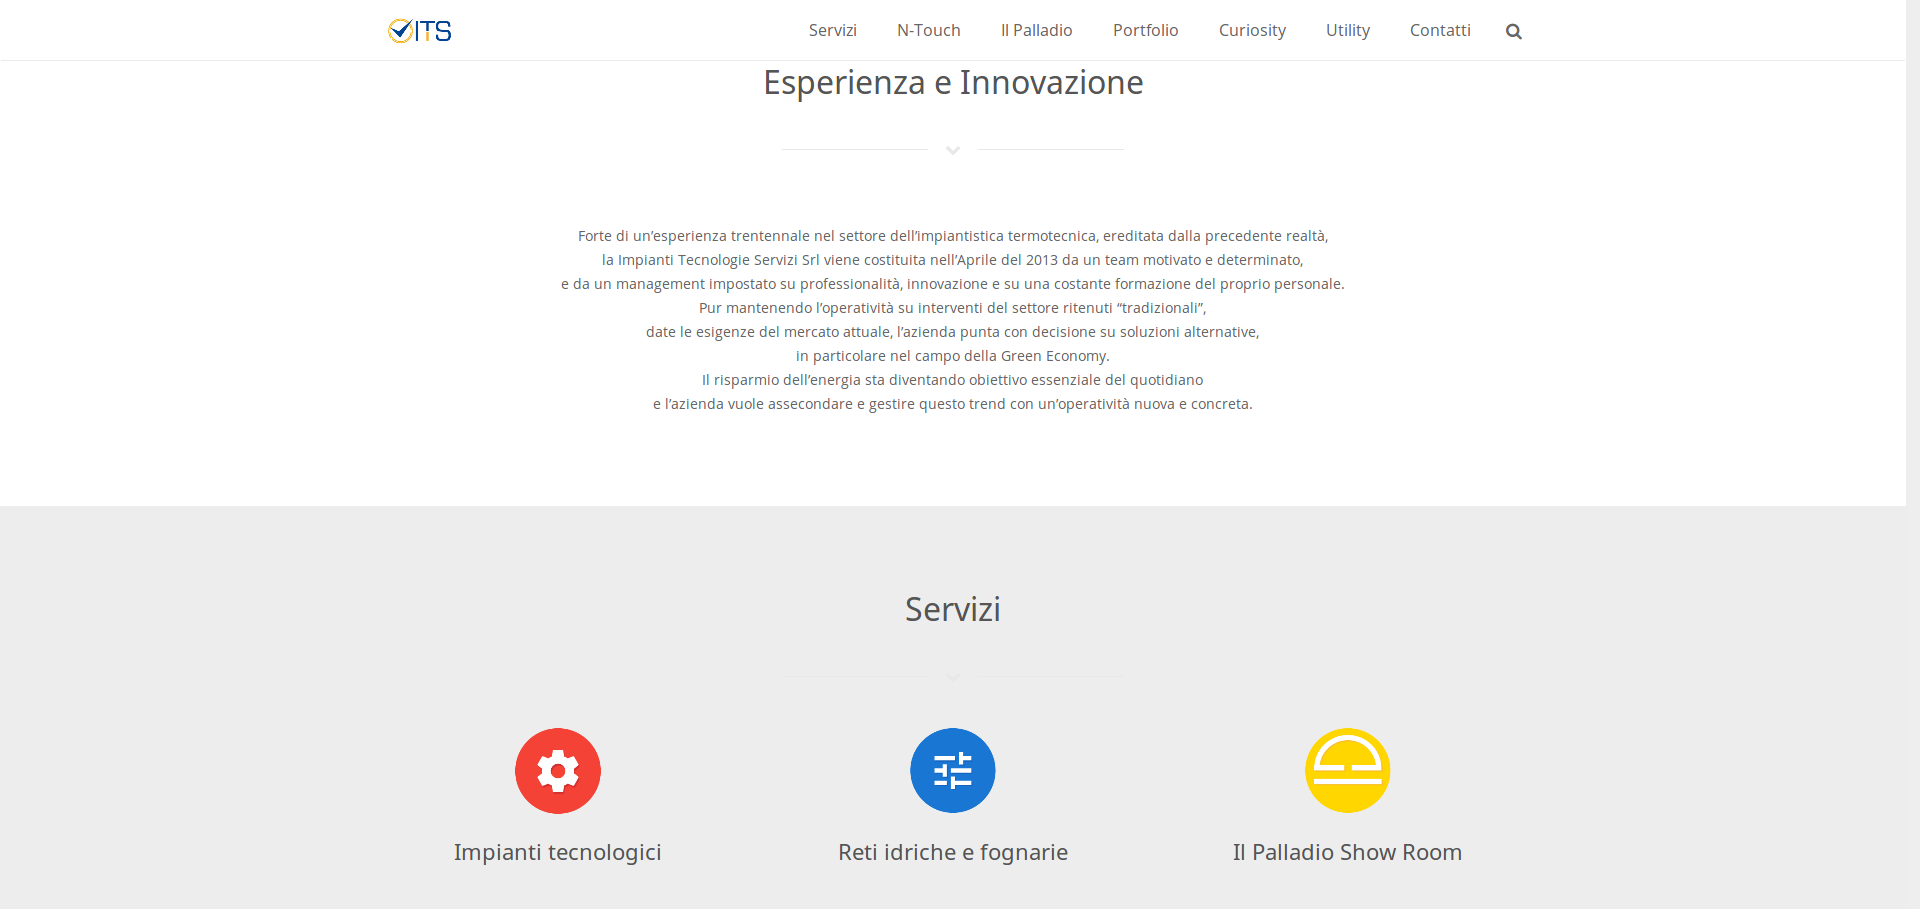 ITS
Servizi
N-Touch
Il Palladio
Portfolio
Curiosity
Utility
Contatti
Esperienza e Innovazione
Forte di un’esperienza trentennale nel settore dell’impiantistica termotecnica, ereditata dalla precedente realtà,
la Impianti Tecnologie Servizi Srl viene costituita nell’Aprile del 2013 da un team motivato e determinato,
e da un management impostato su professionalità, innovazione e su una costante formazione del proprio personale.
Pur mantenendo l’operatività su interventi del settore ritenuti “tradizionali”,
date le esigenze del mercato attuale, l’azienda punta con decisione su soluzioni alternative,
in particolare nel campo della Green Economy.
Il risparmio dell’energia sta diventando obiettivo essenziale del quotidiano
e l’azienda vuole assecondare e gestire questo trend con un’operatività nuova e concreta.
Servizi
Impianti tecnologici
Reti idriche e fognarie
Il Palladio Show Room